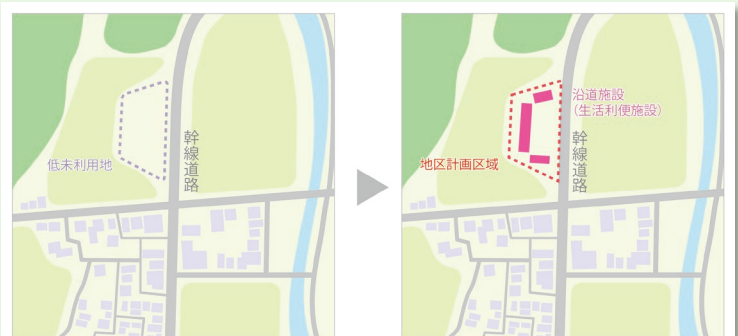 低未利用地
幹線道路
沿道施設
（生活利便施設）
地区計画区域
幹線道路